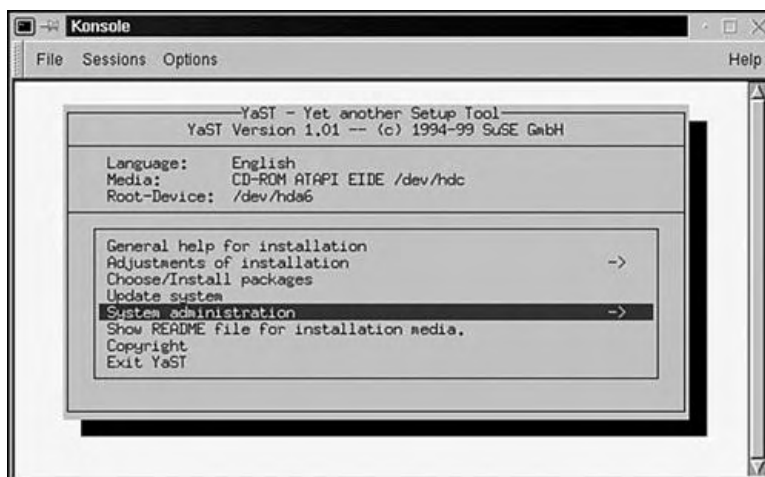 Konsole
File Sessions Options Help
YaST - Yet another Setup Tool
YaST Version 1.01 -- (c) 1994-99 SuSE GmbH
Language: English
Media: CD-ROM ATAPI EIDE /dev/hdc
Root-Device: /dev/hda6
General help for installation
Adjustments of installation ->
Choose/Install packages
Update system
System administration ->
Show README file for installation media.
Copyright
Exit YaST